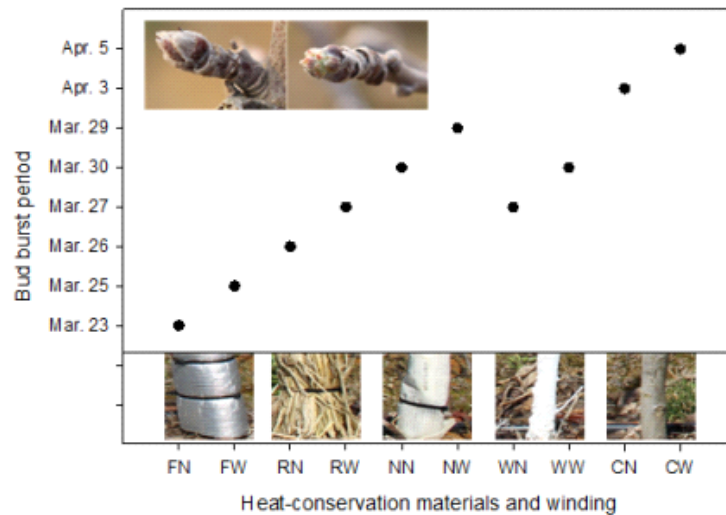 Bud burst period
Apr. 5
Apr. 3
Mar. 29
Mar. 30
Mar. 27
Mar. 26
Mar. 25
Mar. 23
FN FW RN RW NN NW WN WW CN CW
Heat-conservation materials and winding